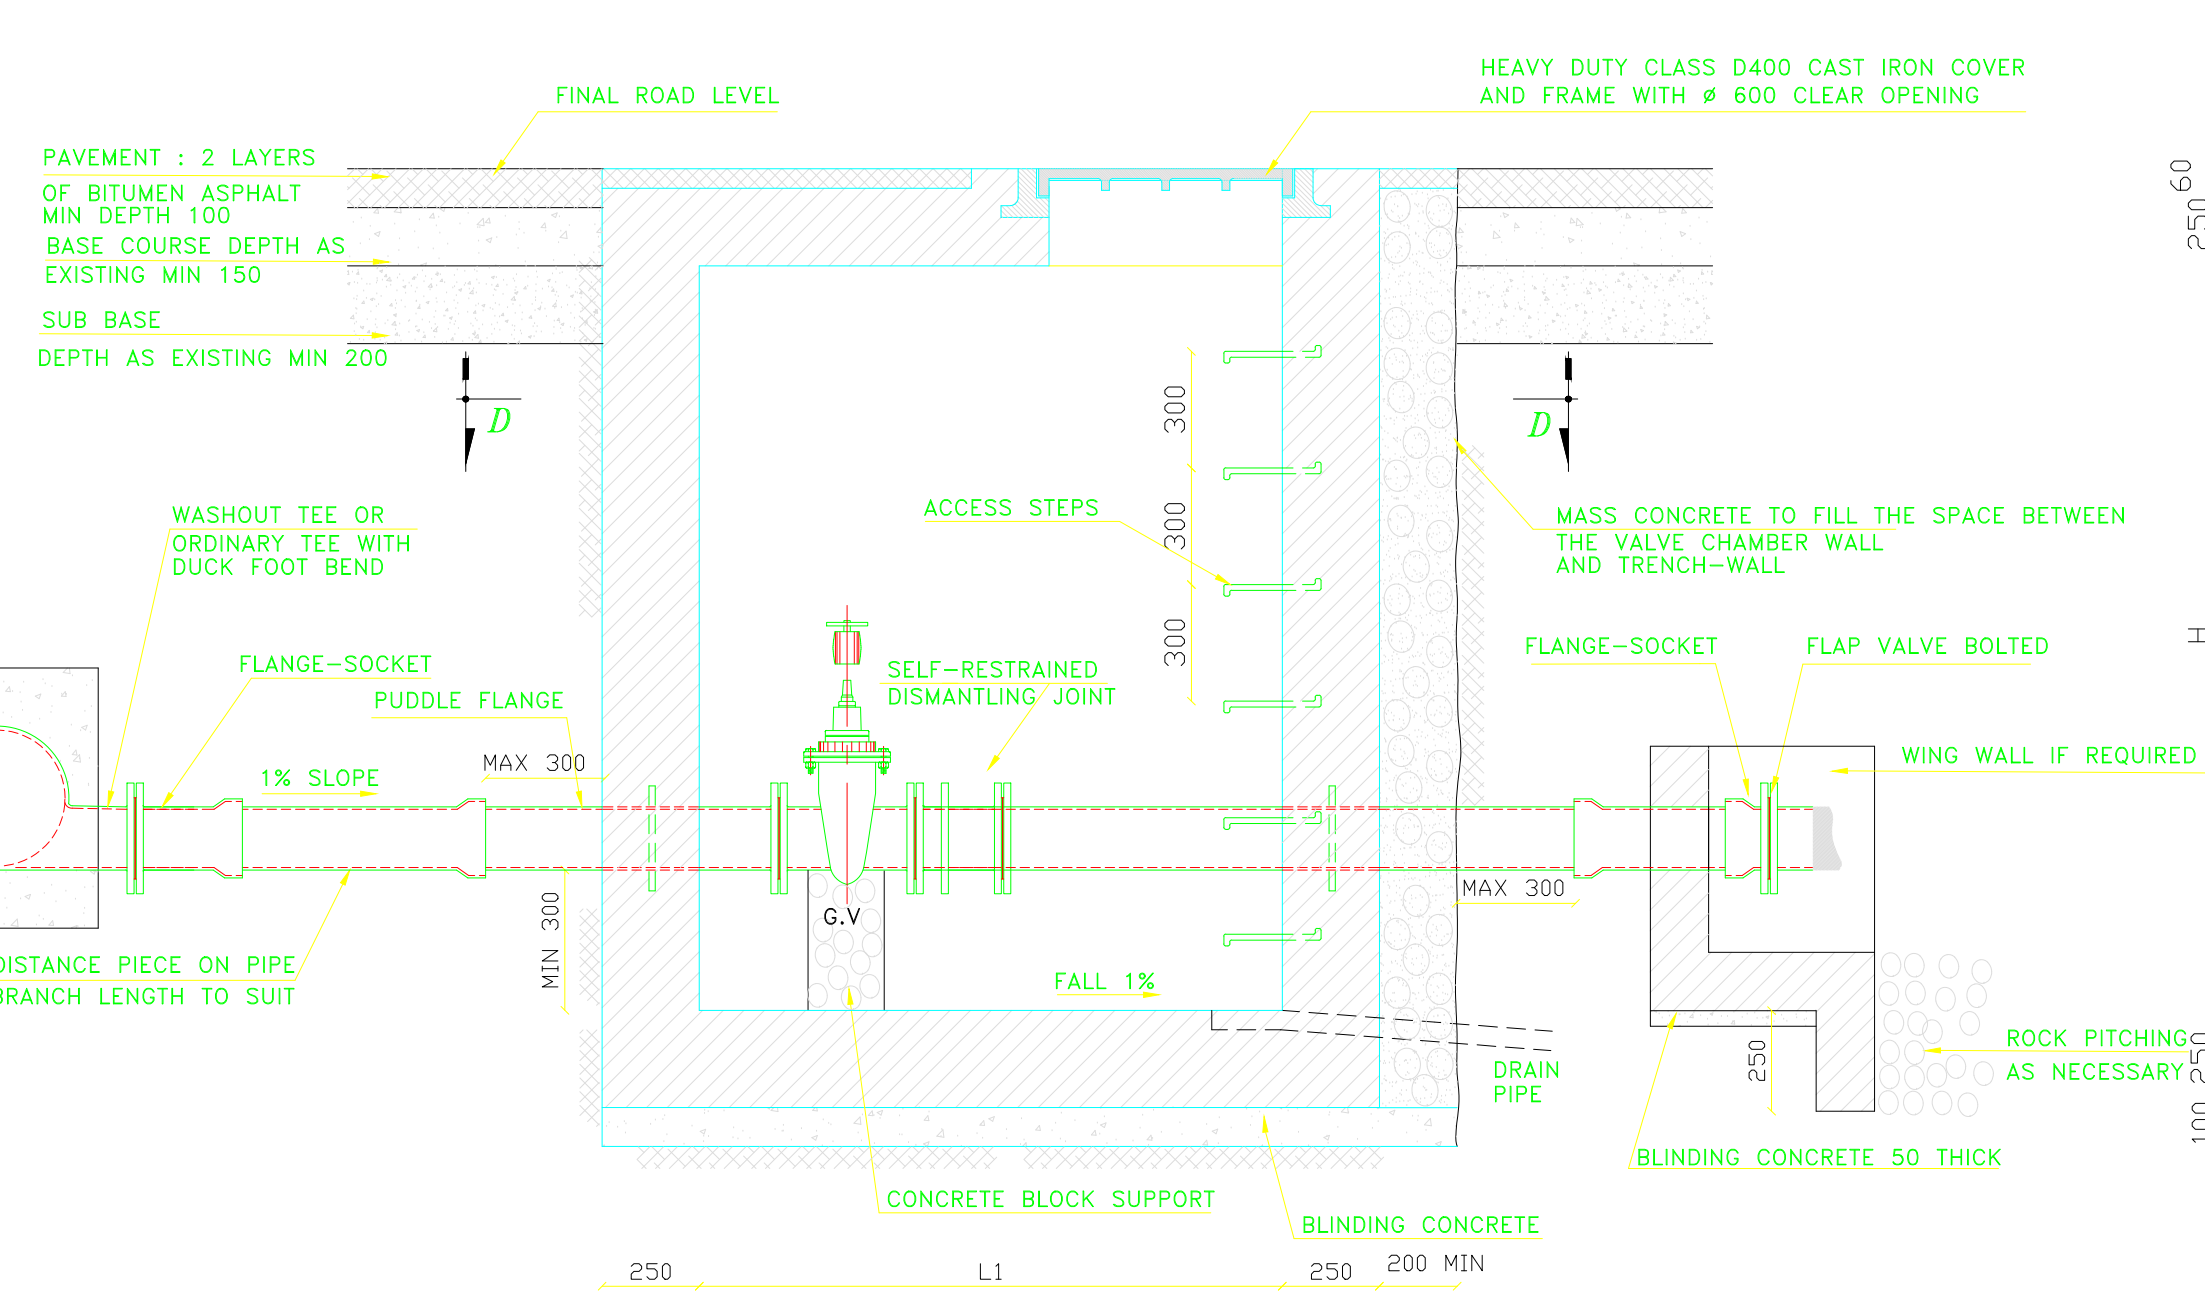 HEAVY DUTY CLASS D400 CAST IRON COVER
AND FRAME WITH Ø 600 CLEAR OPENING
FINAL ROAD LEVEL
PAVEMENT : 2 LAYERS
OF BITUMEN ASPHALT
MIN DEPTH 100
BASE COURSE DEPTH AS
EXISTING MIN 150
SUB BASE
DEPTH AS EXISTING MIN 200
60
250
D
D
300
300
300
ACCESS STEPS
WASHOUT TEE OR
ORDINARY TEE WITH
DUCK FOOT BEND
MASS CONCRETE TO FILL THE SPACE BETWEEN
THE VALVE CHAMBER WALL
AND TRENCH-WALL
H
FLANGE-SOCKET
PUDDLE FLANGE
SELF-RESTRAINED
DISMANTLING JOINT
FLANGE-SOCKET
FLAP VALVE BOLTED
MAX 300
1% SLOPE
WING WALL IF REQUIRED
MAX 300
MIN 300
G.V
DISTANCE PIECE ON PIPE
BRANCH LENGTH TO SUIT
FALL 1%
DRAIN
PIPE
250
ROCK PITCHING
AS NECESSARY
250
100
BLINDING CONCRETE 50 THICK
CONCRETE BLOCK SUPPORT
BLINDING CONCRETE
250
L1
250
200 MIN